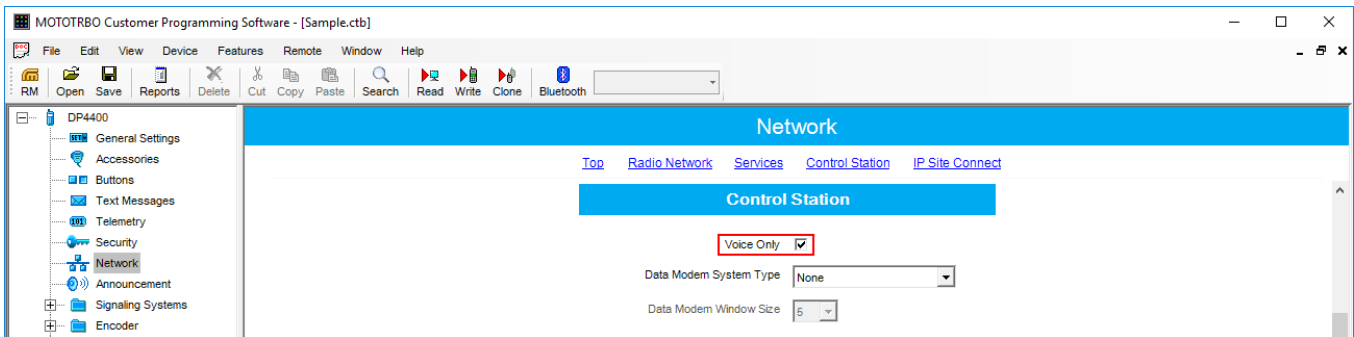 MOTOTRBO Customer Programming Software - [Sample.ctb]
File Edit View Device Features Remote Window Help
RM Open Save Reports Delete Cut Copy Paste Search Read Write Clone Bluetooth
DP4400
General Settings
Accessories
Buttons
Text Messages
Telemetry
Security
Network
Announcement
Signaling Systems
Encoder
Network
Top Radio Network Services Control Station IP Site Connect
Control Station
Voice Only
Data Modem System Type None
Data Modem Window Size 5